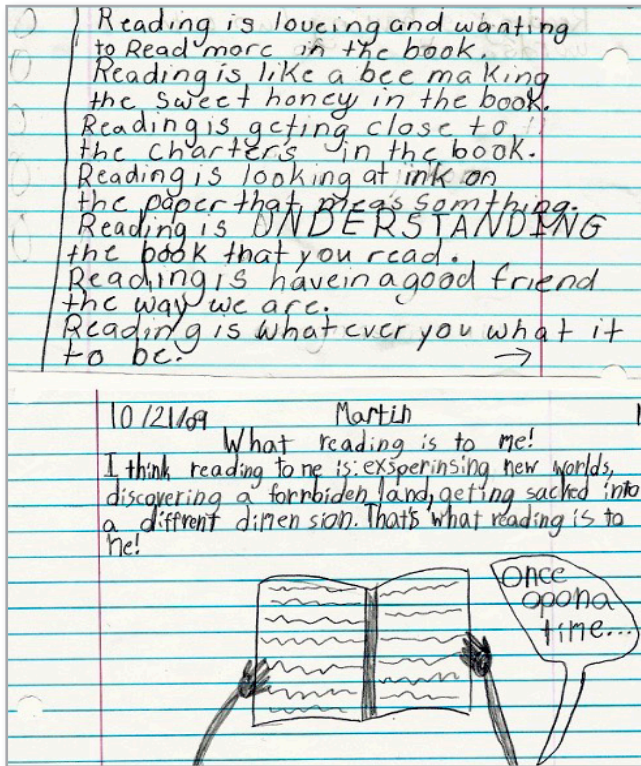 Reading is loveing and wanting
to Read more in the book.
Reading is like a bee making
the sweet honey in the book.
Reading is geting close to
the charters in the book.
Reading is looking at ink on
the paper that meas somthing.
Reading is UNDERSTANDING
the book that you read.
Reading is havein a good friend
the way we are.
Reading is what ever you what it
to be. →
10/21/09 Martin
What reading is to me!
I think reading to me is: exsperinsing new worlds,
discovering a forrbiden land, geting sacked into
a diffrent dimension. That's what reading is to
me!
Once
opona
time...